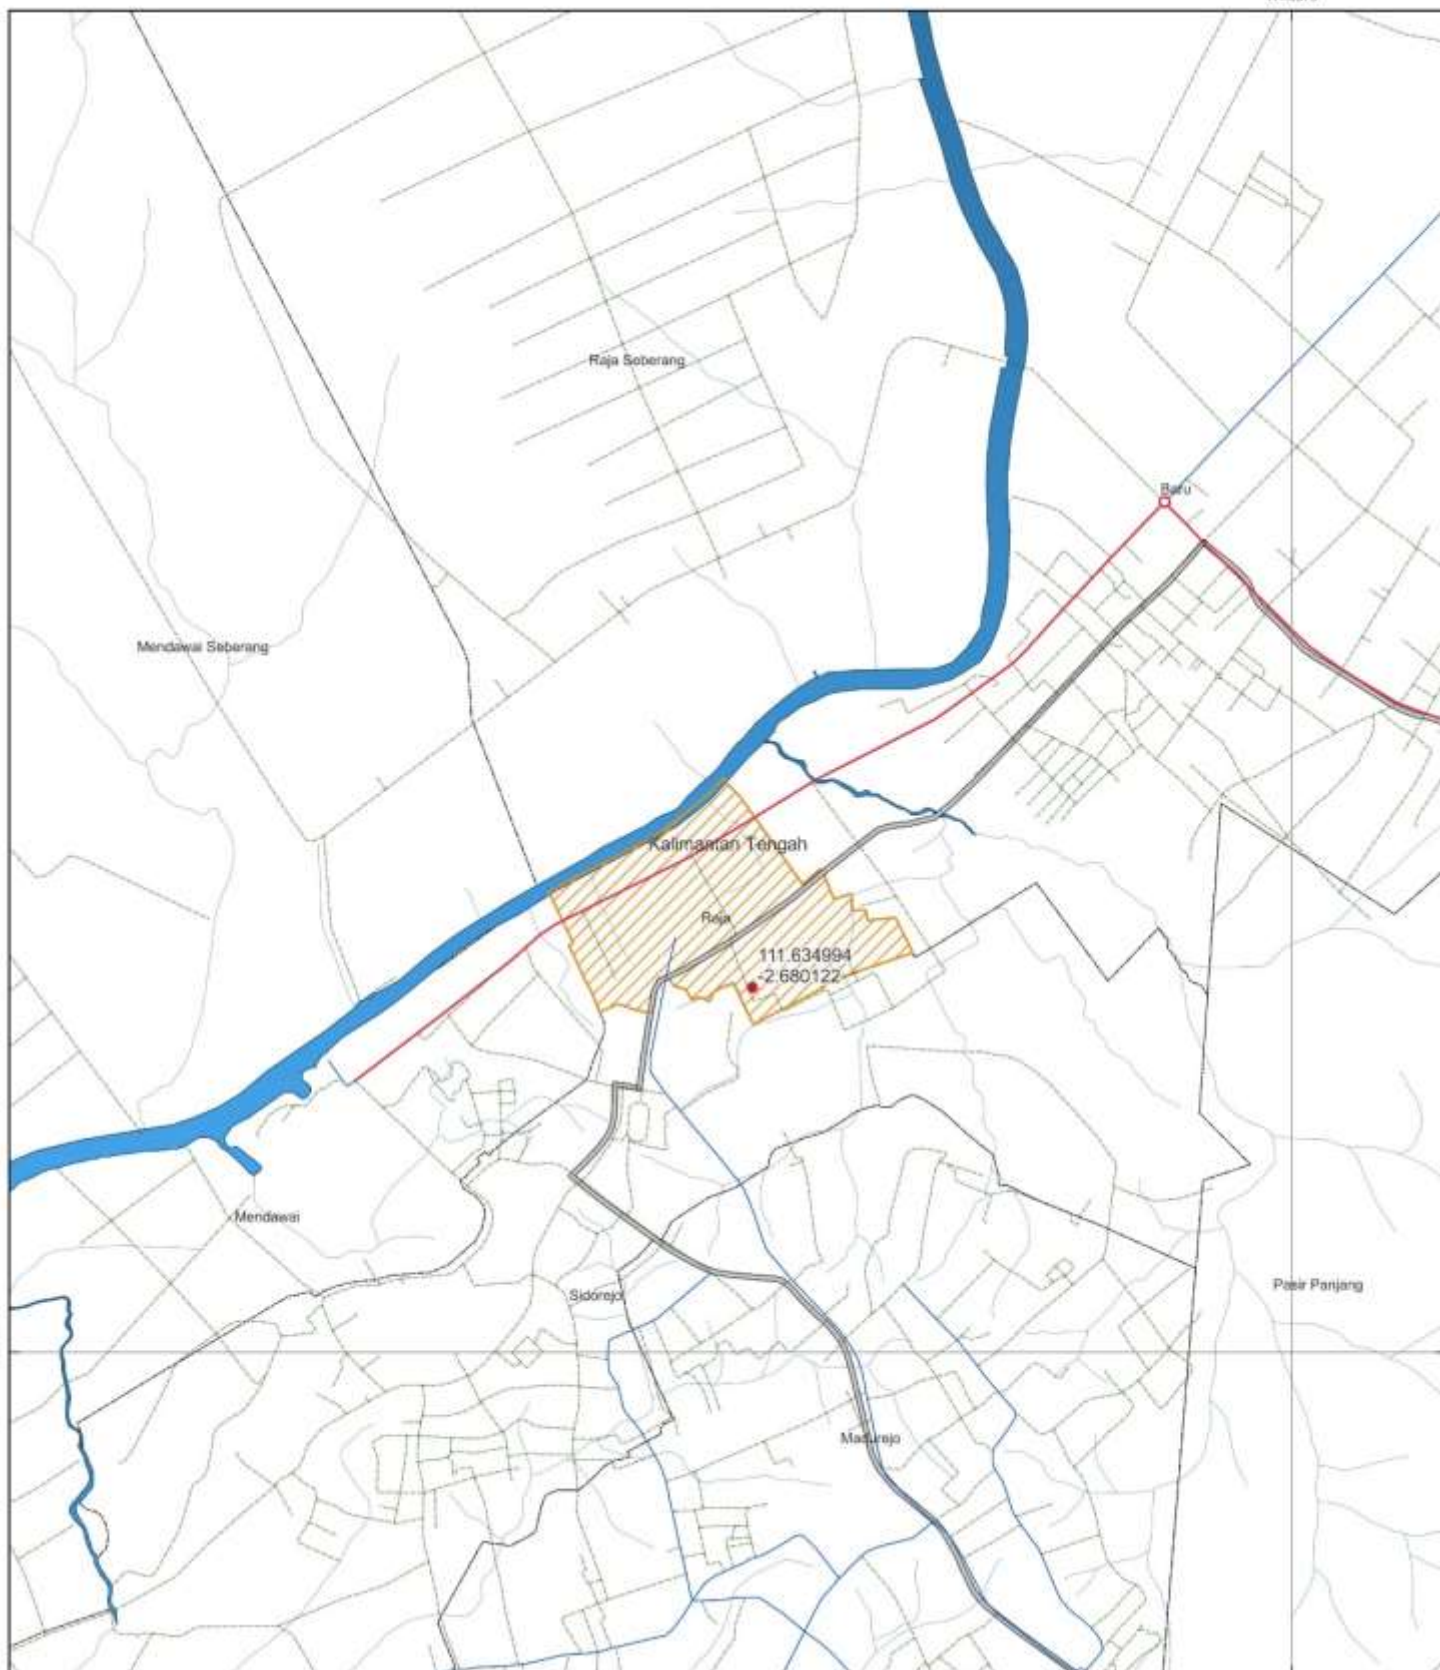 Raja Seberang
Baru
Mendawai Seberang
Kalimantan Tengah
Raja
111.634994
-2.680122
Mendawai
Sidorejo
Pasir Panjang
Madurejo